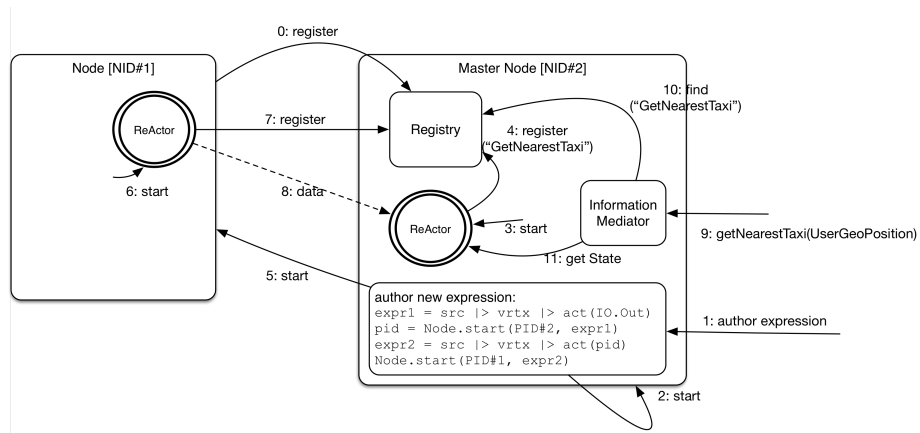 0: register
Node [NID#1]
Master Node [NID#2]
10: find
("GetNearestTaxi")
ReActor
7: register
Registry
4: register
("GetNearestTaxi")
6: start
8: data
Information
Mediator
ReActor
3: start
9: getNearestTaxi(UserGeoPosition)
11: get State
5: start
author new expression:
expr1 = src |> vrtx |> act(IO.Out)
pid = Node.start(PID#2, expr1)
expr2 = src |> vrtx |> act(pid)
Node.start(PID#1, expr2)
1: author expression
2: start